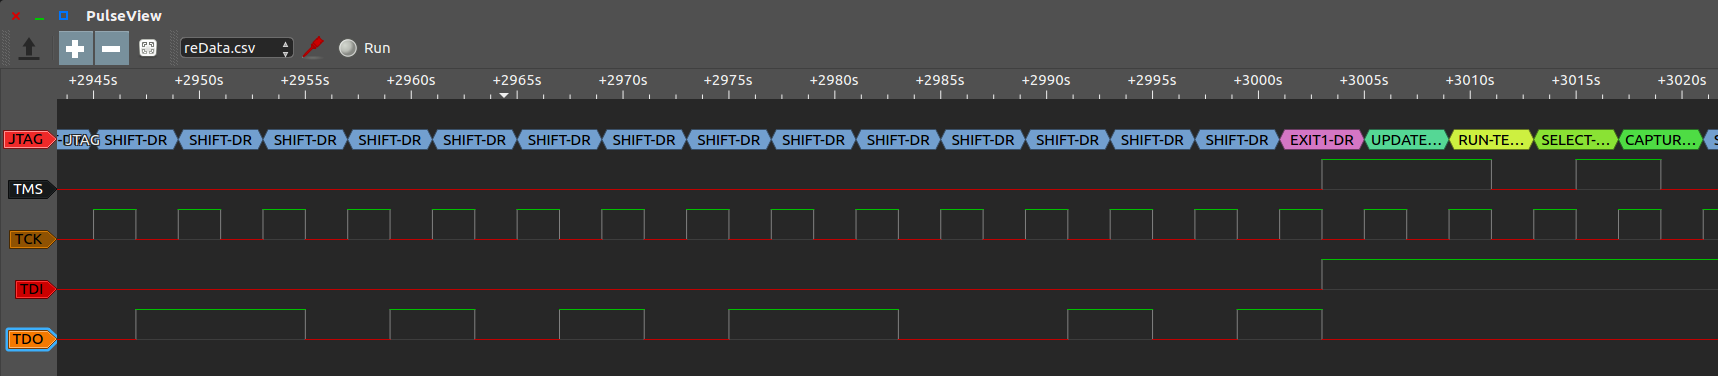 PulseView
reData.csv Run
+2945s +2950s +2955s +2960s +2965s +2970s +2975s +2980s +2985s +2990s +2995s +3000s +3005s +3010s +3015s +3020s
JTAG JTAG SHIFT-DR SHIFT-DR SHIFT-DR SHIFT-DR SHIFT-DR SHIFT-DR SHIFT-DR SHIFT-DR SHIFT-DR SHIFT-DR SHIFT-DR SHIFT-DR SHIFT-DR SHIFT-DR EXIT1-DR UPDATE... RUN-TE... SELECT-... CAPTUR... S
TMS
TCK
TDI
TDO